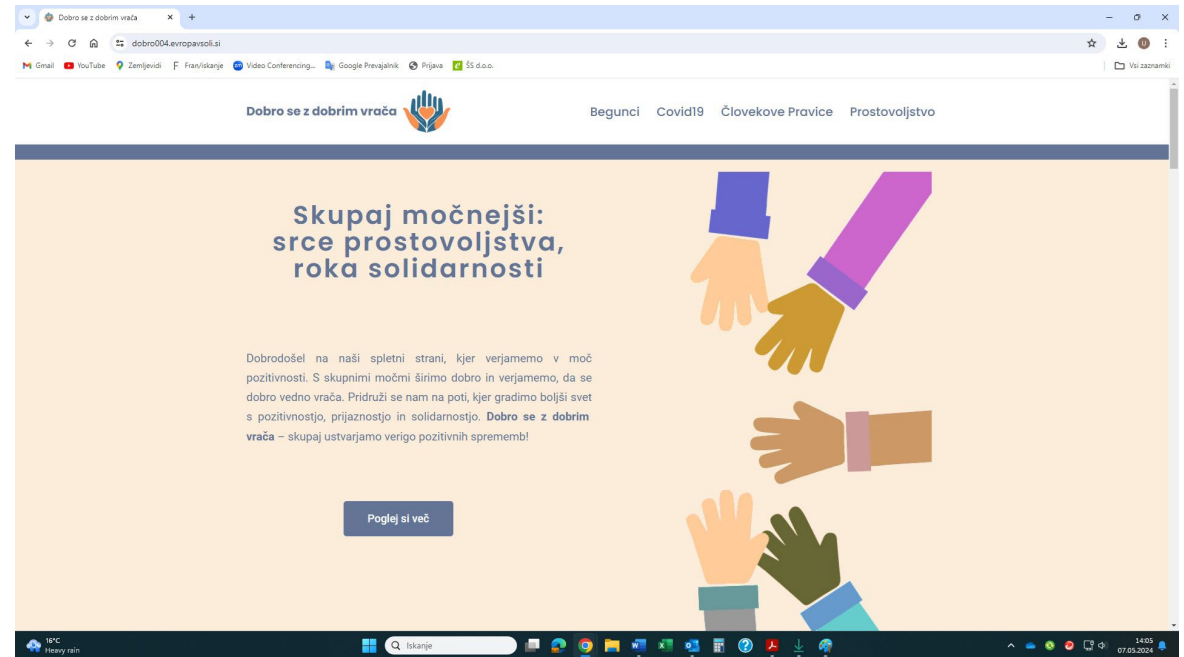 Dobro se z dobrim vrača
dobro004.evropavsoli.si
Gmail YouTube Zemljevidi Fran/iskanje Video Conferencing... Google Prevajalnik Prijava ŠS d.o.o. Vsi zaznamki
Dobro se z dobrim vrača
Begunci Covid19 Človekove Pravice Prostovoljstvo
Skupaj močnejši:
srce prostovoljstva,
roka solidarnosti
Dobrodošel na naši spletni strani, kjer verjamemo v moč
pozitivnosti. S skupnimi močmi širimo dobro in verjamemo, da se
dobro vedno vrača. Pridruži se nam na poti, kjer gradimo boljši svet
s pozitivnostjo, prijaznostjo in solidarnostjo. Dobro se z dobrim
vrača – skupaj ustvarjamo verigo pozitivnih sprememb!
Poglej si več
16°C
Heavy rain
Iskanje
14:05
07.05.2024